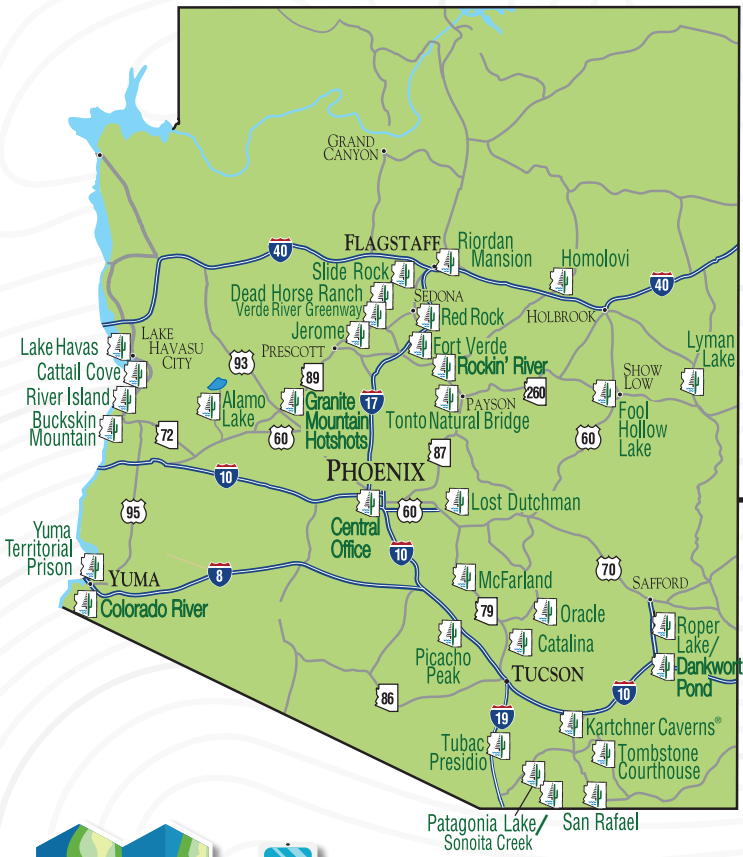 GRAND
CANYON
40
FLAGSTAFF
Riordan
Mansion
Homolovi
40
Slide Rock
Dead Horse Ranch
Verde River Greenway
SEDONA
Red Rock
HOLBROOK
Jerome
PRESCOTT
Fort Verde
Rockin' River
Lyman
Lake
Lake Havas
LAKE
HAVASU
CITY
Cattail Cove
River Island
Buckskin
Mountain
93
89
Alamo
Lake
Granite
Mountain
Hotshots
17
Tonto Natural Bridge
PAYSON
260
SHOW
LOW
Fool
Hollow
Lake
72
60
87
60
PHOENIX
10
60
Lost Dutchman
Central
Office
95
10
Yuma
Territorial
Prison
YUMA
8
Colorado River
McFarland
70
SAFFORD
79
Oracle
Catalina
Picacho
Peak
Roper
Lake/
Dankwort
Pond
TUCSON
86
10
19
Kartchner Caverns®
Tubac
Presidio
Tombstone
Courthouse
Patagonia Lake/
Sonoita Creek
San Rafael